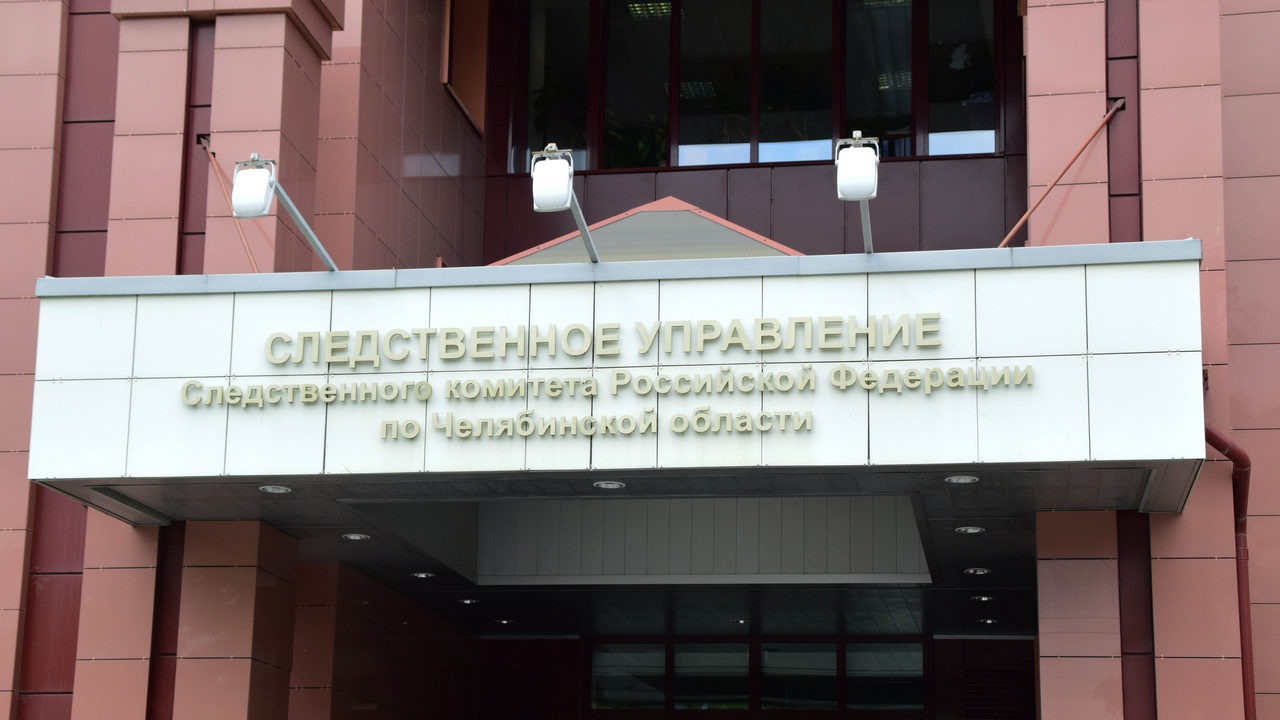 СЛЕДСТВЕННОЕ УПРАВЛЕНИЕ
Следственного комитета Российской Федерации
по Челябинской области